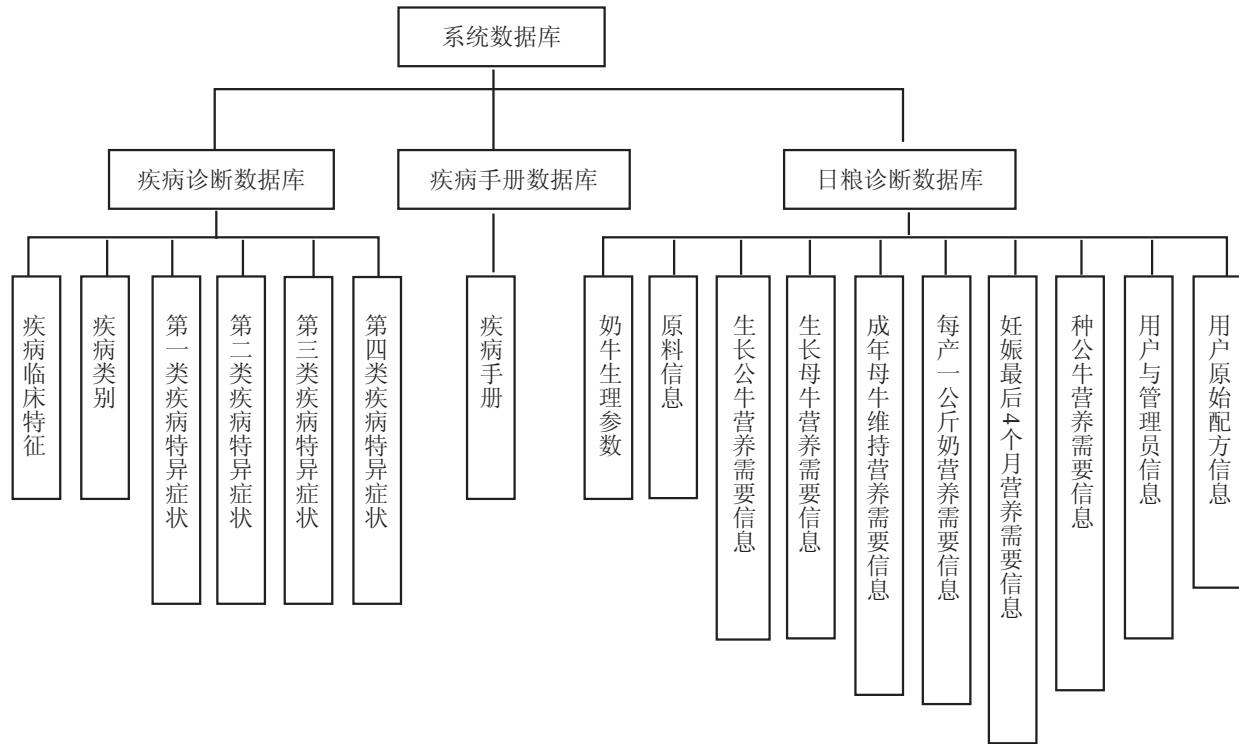 系统数据库
疾病诊断数据库
疾病手册数据库
日粮诊断数据库
疾病临床特征
疾病类别
第一类疾病特异症状
第二类疾病特异症状
第三类疾病特异症状
第四类疾病特异症状
疾病手册
奶牛生理参数
原料信息
生长公牛营养需要信息
生长母牛营养需要信息
成年母牛维持营养需要信息
每产一公斤奶营养需要信息
妊娠最后4个月营养需要信息
种公牛营养需要信息
用户与管理员信息
用户原始配方信息